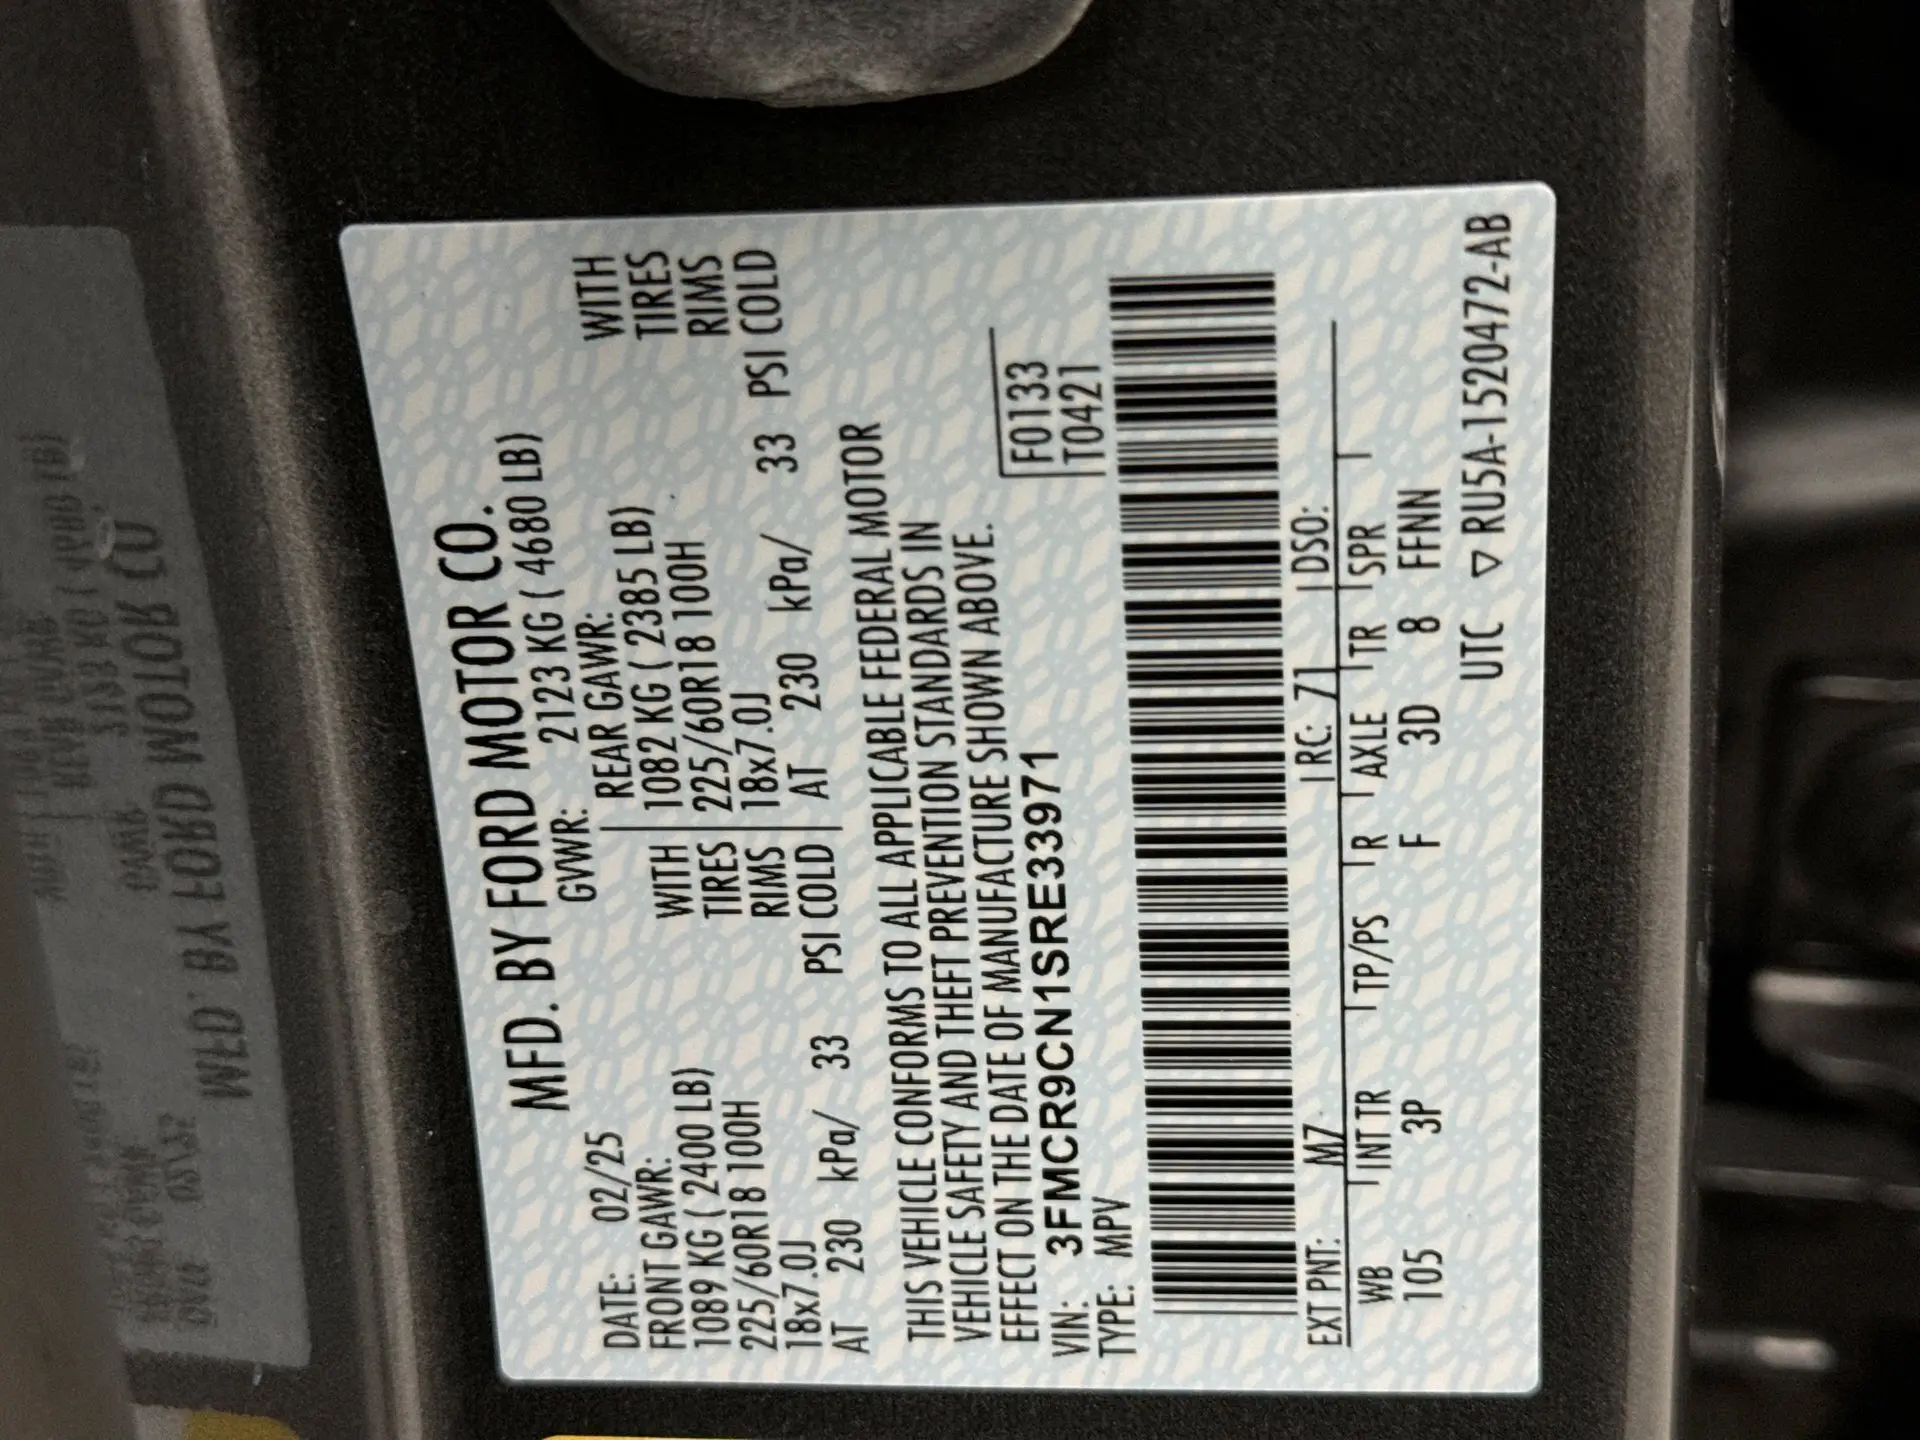 MFD. BY FORD MOTOR CO.
DATE: 02/25 GVWR: 2123 KG ( 4680 LB)
FRONT GAWR: REAR GAWR:
1089 KG ( 2400 LB) WITH 1082 KG ( 2385 LB) WITH
225/60R18 100H TIRES 225/60R18 100H TIRES
18x7.0J RIMS 18x7.0J RIMS
AT 230 kPa/ 33 PSI COLD AT 230 kPa/ 33 PSI COLD
THIS VEHICLE CONFORMS TO ALL APPLICABLE FEDERAL MOTOR
VEHICLE SAFETY AND THEFT PREVENTION STANDARDS IN
EFFECT ON THE DATE OF MANUFACTURE SHOWN ABOVE.
VIN: 3FMCR9CN1SRE33971 F0133
TYPE: MPV T0421
EXT PNT: M7 RC: 71 DSO:
WB INT TR TP/PS R AXLE TR SPR
105 3P F 3D 8 FFNN
UTC ▽ RU5A-1520472-AB